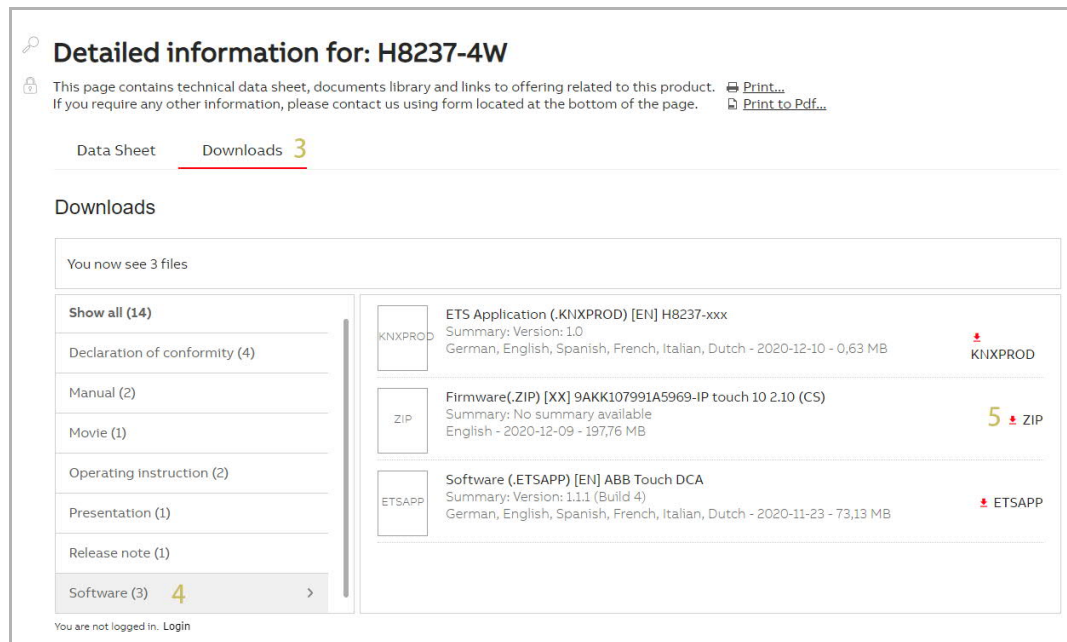 Detailed information for: H8237-4W
This page contains technical data sheet, documents library and links to offering related to this product. Print...
If you require any other information, please contact us using form located at the bottom of the page. Print to Pdf...
Data Sheet Downloads 3
Downloads
You now see 3 files
Show all (14)
Declaration of conformity (4)
Manual (2)
Movie (1)
Operating instruction (2)
Presentation (1)
Release note (1)
Software (3) 4
KNXPROD
ETS Application (.KNXPROD) [EN] H8237-xxx
Summary: Version: 1.0
German, English, Spanish, French, Italian, Dutch - 2020-12-10 - 0,63 MB
KNXPROD
ZIP
Firmware(.ZIP) [XX] 9AKK107991A5969-IP touch 10 2.10 (CS)
Summary: No summary available
English - 2020-12-09 - 197,76 MB
5 ZIP
ETSAPP
Software (.ETSAPP) [EN] ABB Touch DCA
Summary: Version: 1.1.1 (Build 4)
German, English, Spanish, French, Italian, Dutch - 2020-11-23 - 73,13 MB
ETSAPP
You are not logged in. Login